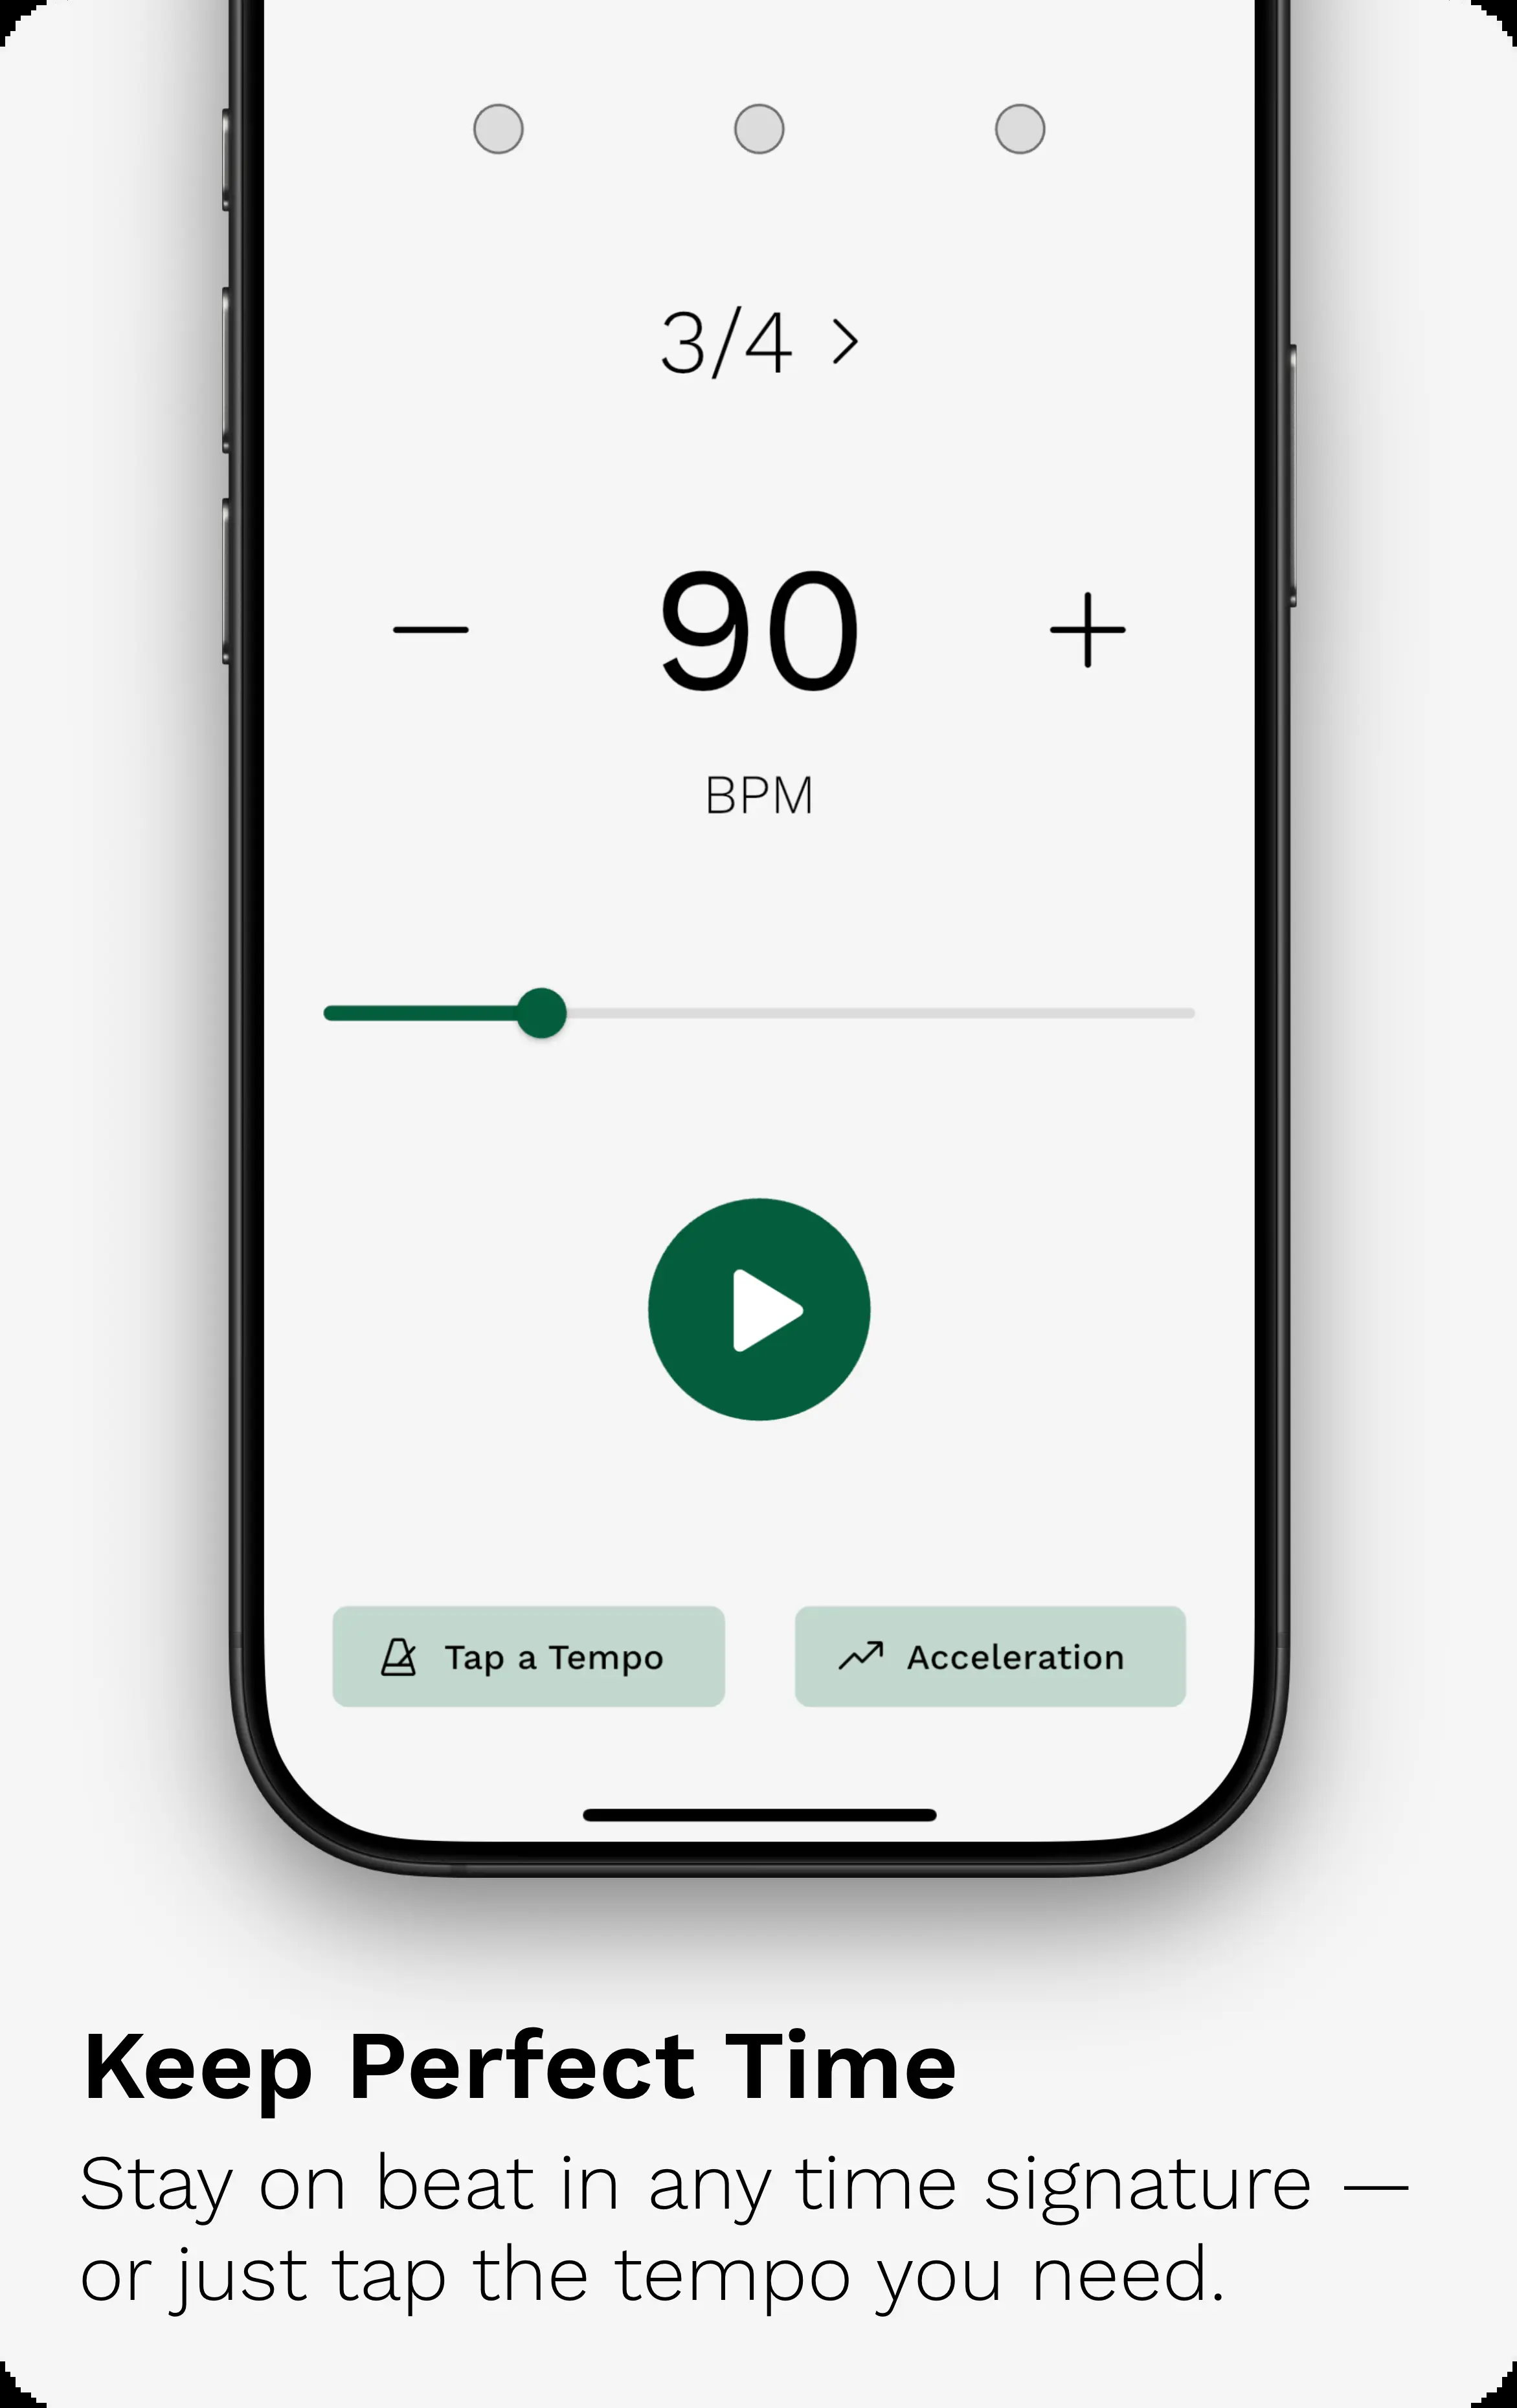 3/4
90
BPM
Tap a Tempo
Acceleration
Keep Perfect Time
Stay on beat in any time signature —
or just tap the tempo you need.